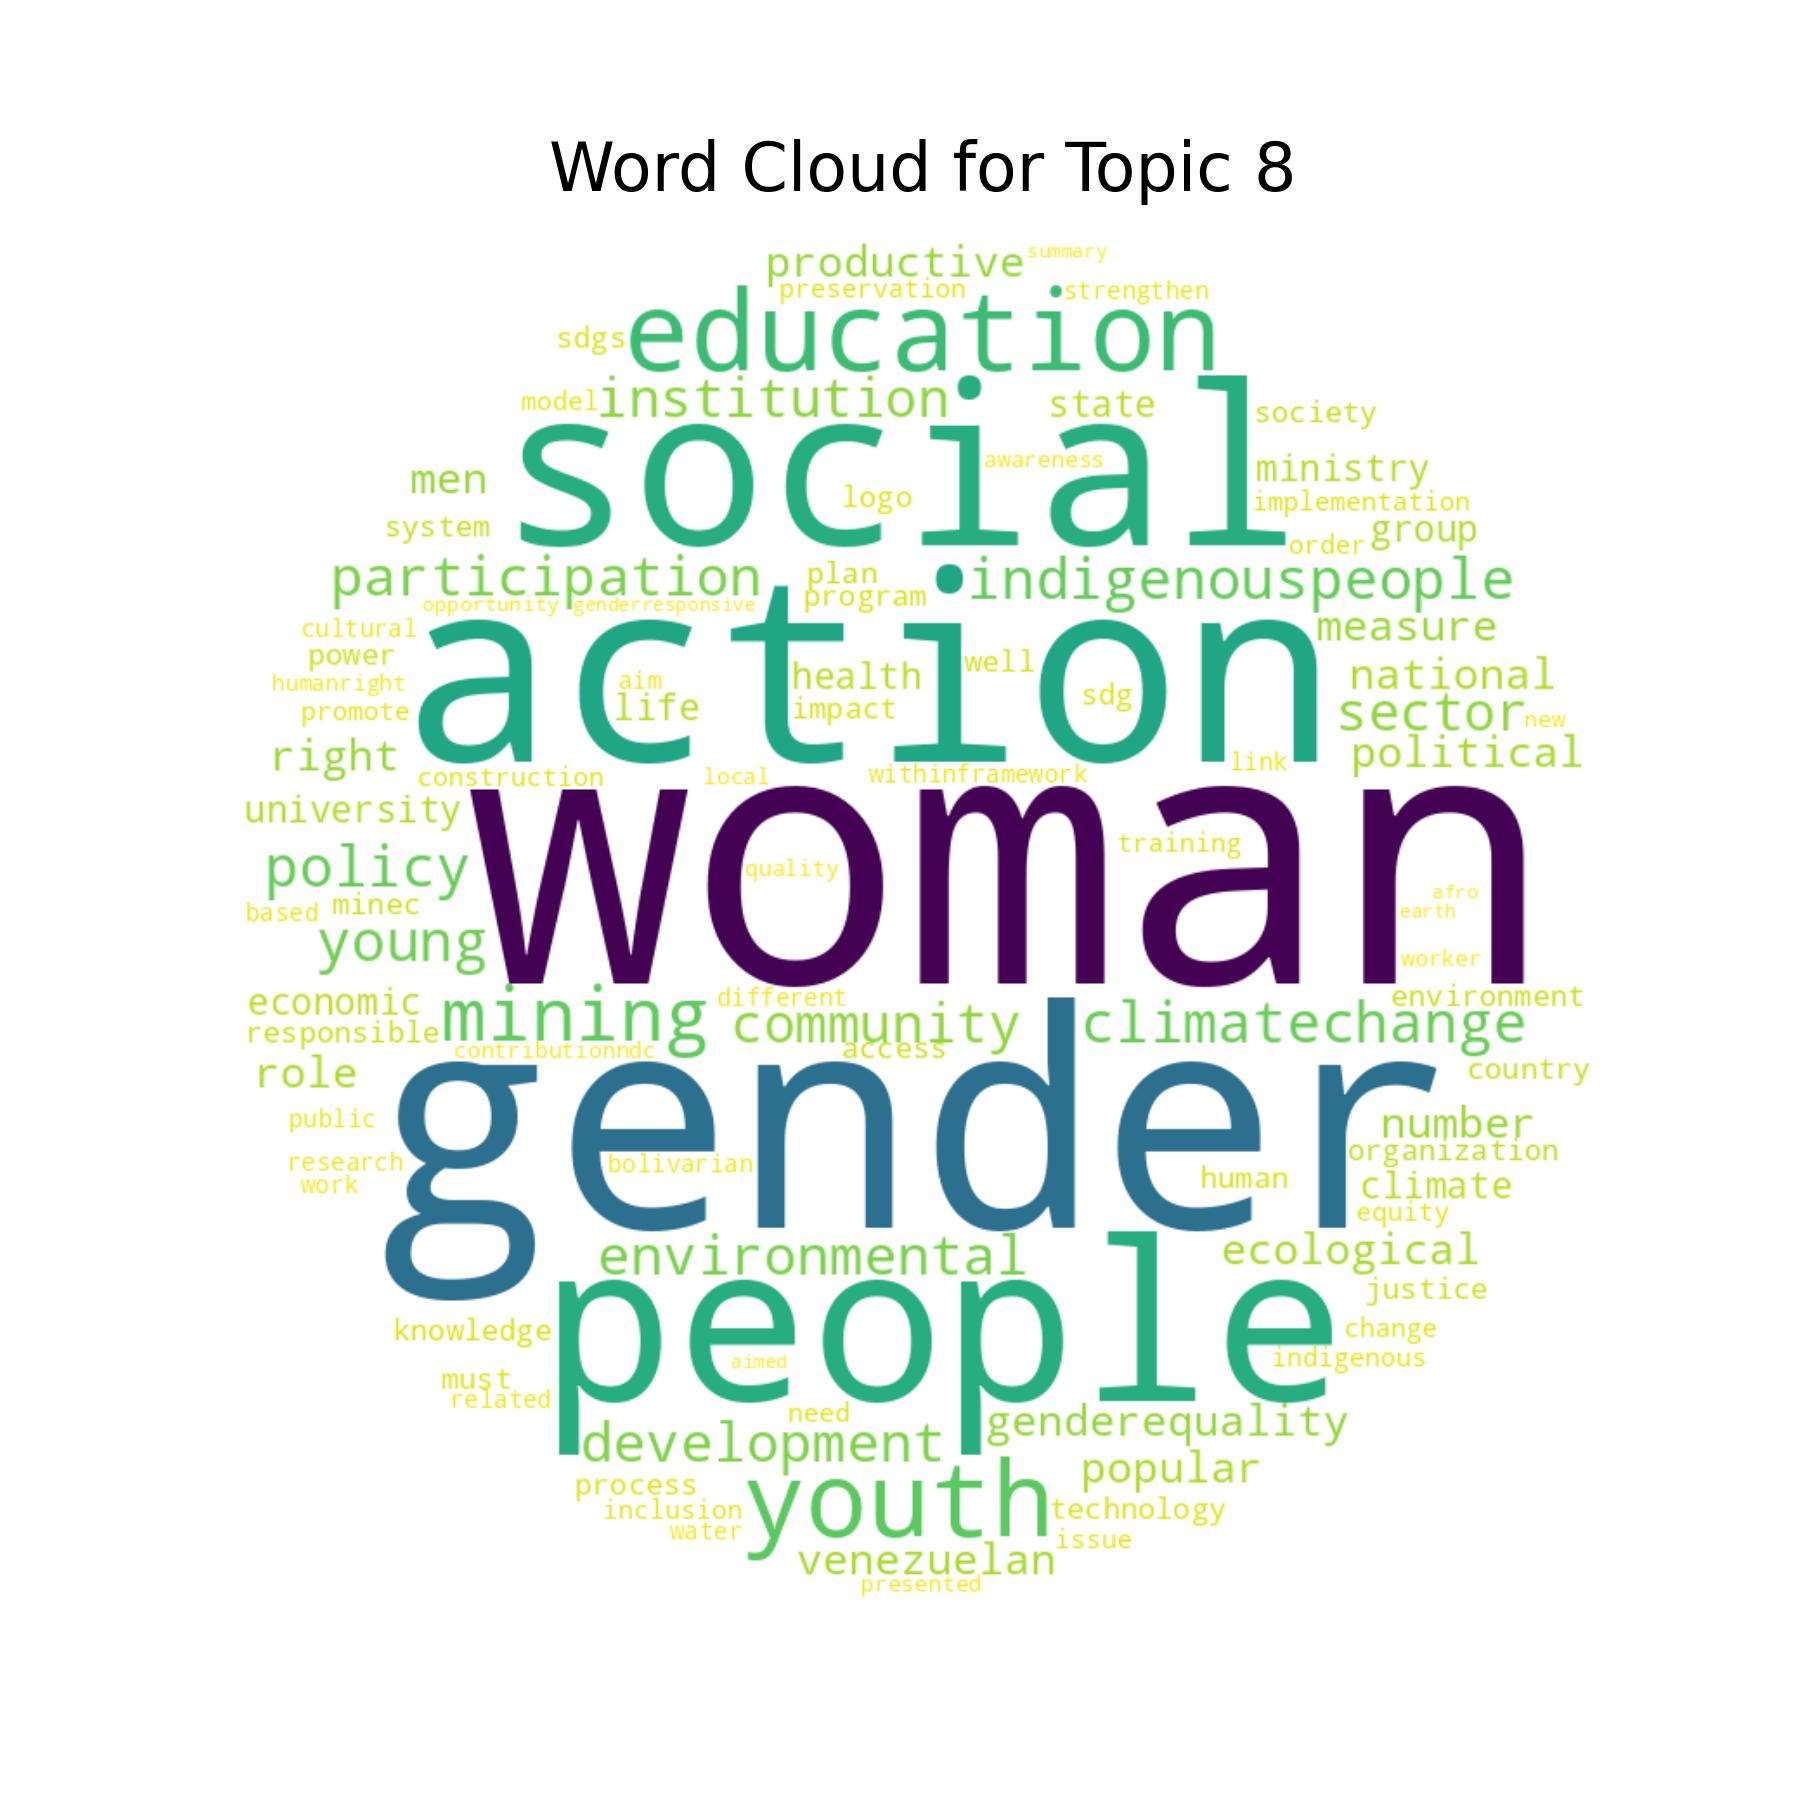 Word Cloud for Topic 8
productive summary
preservation strengthen
sdgs education
model institution state society
social
men awareness ministry
logo implementation
system order group
participation plan indigenouspeople
opportunity genderresponsive program
cultural action measure
power health well national
humanright aim sdg
promote life impact sector new
right political
construction local withinframework link
university woman training
policy quality
based minec afro
earth
young worker
economic mining different environment
responsible community climatechange
contributionndc access
role gender country
public number
research bolivarian organization
work human climate
equity
environmental ecological
people justice
knowledge change
aimed indigenous
must
related need
development genderequality
youth popular
process
inclusion technology
water issue
venezuelan
presented